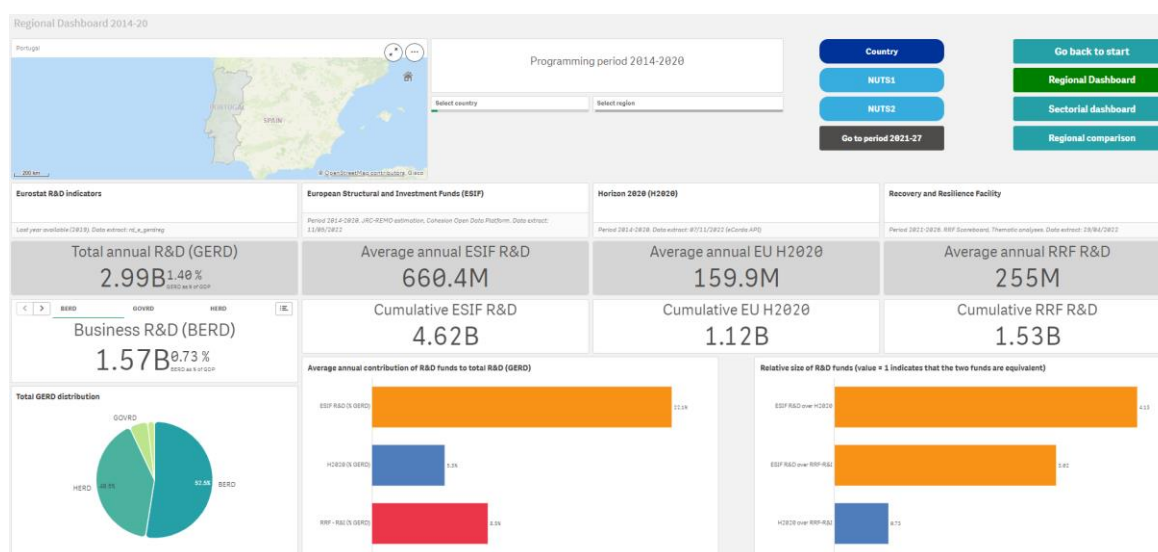 Regional Dashboard 2014-20
Portugal
PORTUGAL
SPAIN
200 km
© OpenStreetMap contributors
Programming period 2014-2020
Select country
Select region
Country
NUTS1
NUTS2
Go to period 2021-27
Go back to start
Regional Dashboard
Sectorial dashboard
Regional comparison
Eurostat R&D indicators
Last year available (2019). Data extract: rd_e_gerdreg
European Structural and Investment Funds (ESIF)
Period 2014-2020. JRC-REMO estimation, Cohesion Open Data Platform. Data extract:
11/09/2022
Horizon 2020 (H2020)
Period 2014-2020. Data extract: 07/11/2022 (eCorda API)
Recovery and Resilience Facility
Period 2021-2026. RRF Scoreboard, Thematic analyses. Data extract: 29/04/2022
Total annual R&D (GERD)
2.99B 1.40 %
GERD as % of GDP
Average annual ESIF R&D
660.4M
Average annual EU H2020
159.9M
Average annual RRF R&D
255M
BERD
GOVRD
HERD
Business R&D (BERD)
1.57B 0.73 %
BERD as % of GDP
Cumulative ESIF R&D
4.62B
Cumulative EU H2020
1.12B
Cumulative RRF R&D
1.53B
Total GERD distribution
GOVRD
HERD
52.5%
BERD
Average annual contribution of R&D funds to total R&D (GERD)
ESIF R&D (% GERD)
H2020 (% GERD)
RRF - R&I (% GERD)
Relative size of R&D funds (value = 1 indicates that the two funds are equivalent)
ESIF R&D over H2020
4.13
ESIF R&D over RRF-R&I
H2020 over RRF-R&I